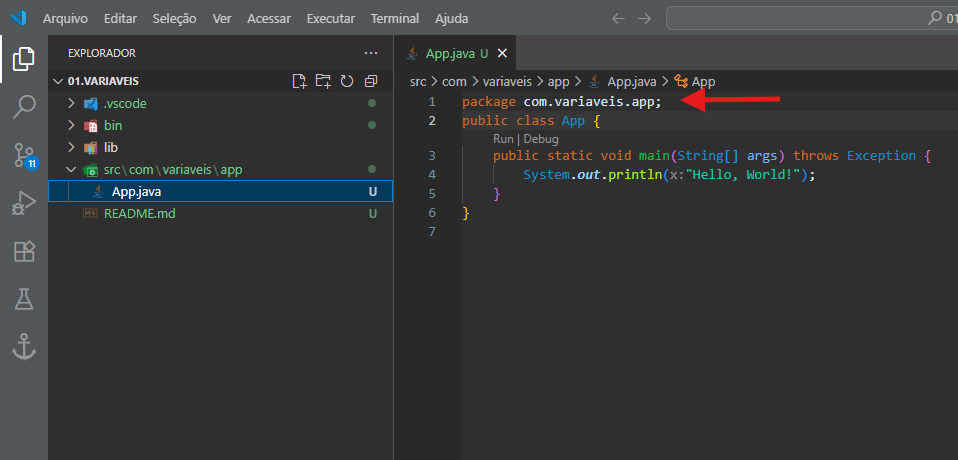 Arquivo Editar Seleção Ver Acessar Executar Terminal Ajuda
01
EXPLORADOR
01.VARIAVEIS
.vscode
bin
lib
src\com\variaveis\app
App.java U
README.md U
11
App.java U
src > com > variaveis > app > App.java > App
1 package com.variaveis.app;
2 public class App {
Run | Debug
3 public static void main(String[] args) throws Exception {
4 System.out.println(x:"Hello, World!");
5 }
6 }
7